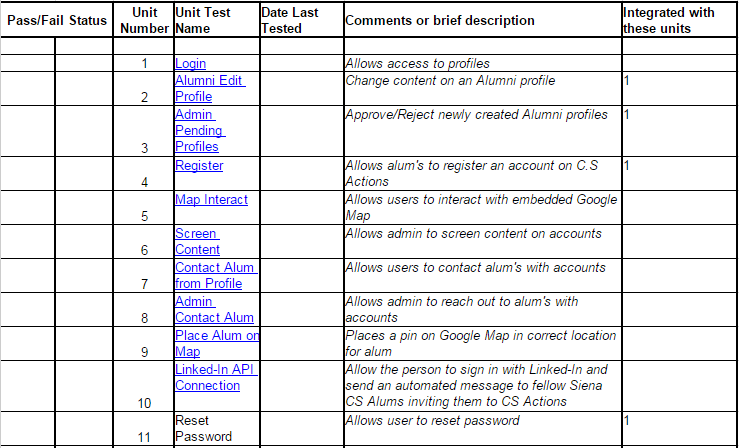 Pass/Fail Status Unit Number Unit Test Name Date Last Tested Comments or brief description Integrated with these units
1 Login Allows access to profiles
2 Alumni Edit Profile Change content on an Alumni profile 1
3 Admin Pending Profiles Approve/Reject newly created Alumni profiles 1
4 Register Allows alum's to register an account on C.S Actions 1
5 Map Interact Allows users to interact with embedded Google Map
6 Screen Content Allows admin to screen content on accounts
7 Contact Alum from Profile Allows users to contact alum's with accounts
8 Admin Contact Alum Allows admin to reach out to alum's with accounts
9 Place Alum on Map Places a pin on Google Map in correct location for alum
10 Linked-In API Connection Allow the person to sign in with Linked-In and send an automated message to fellow Siena CS Alums inviting them to CS Actions
11 Reset Password Allows user to reset password 1